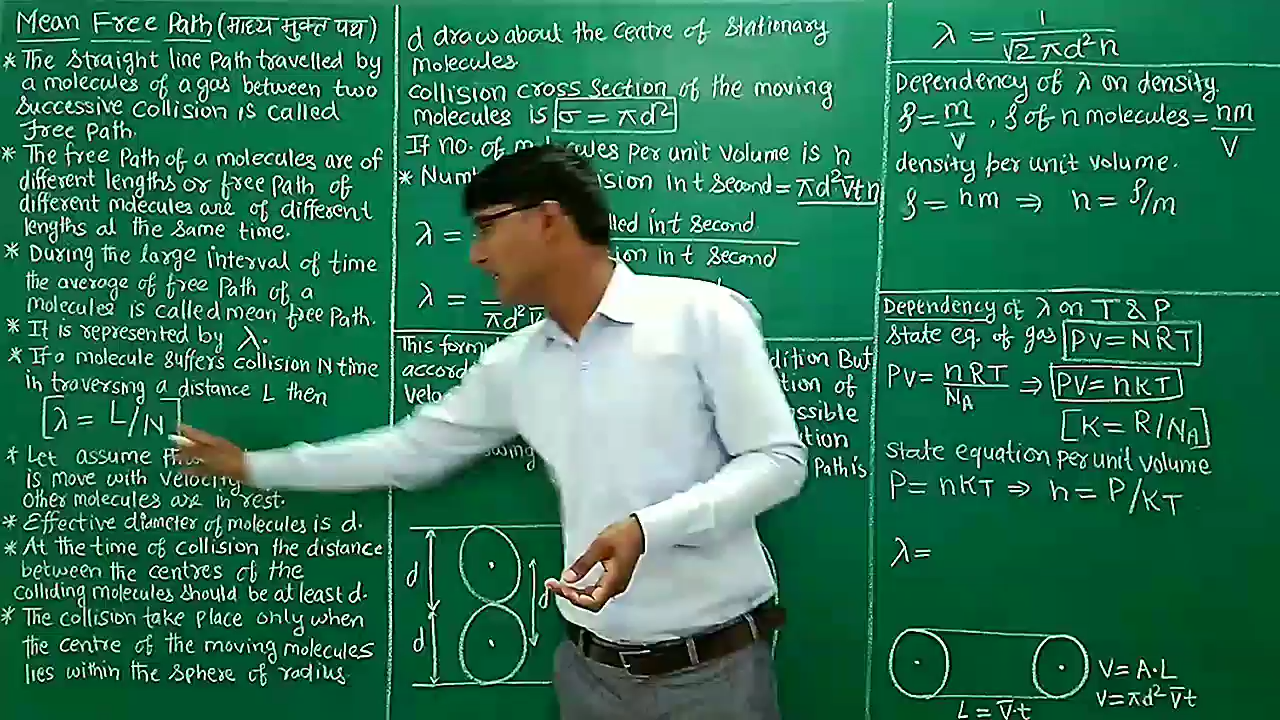 Mean Free Path (माध्य मुक्त पथ)
* The straight line Path travelled by
a molecules of a gas between two
successive Collision is called
free Path.
* The free Path of a molecules are of
different lengths or free Path of
different molecules are of different
lengths at the same time.
* During the large interval of time
the average of free Path of a
molecules is called mean free Path.
* It is represented by λ.
* If a molecule suffers collision N time
in traversing a distance L then
[λ = L/N]
* Let assume
is move with velocity
other molecules are in rest.
* Effective diameter of molecules is d.
* At the time of collision the distance
between the centres of the
colliding molecules should be at least d.
* The collision take place only when
the centre of the moving molecules
lies within the sphere of radius
d draw about the centre of stationary
molecules
collision cross section of the moving
molecules is σ = πd²
If no. of molecules per unit volume is n
* Num ision in t second = πd²v̅tn
λ = lled in t second
ion in t second
λ =
πd²v̅
This form dition But
accor tion of
Velo ssible
tion
Path is
d
d
λ = 1/√2πd²n
Dependency of λ on density.
ρ = m/v , ρ of n molecules = nm/V
density per unit volume.
ρ = nm ⇒ n = ρ/m
Dependency of λ on T & P
state eq. of gas PV = NRT
PV = nRT/N_A ⇒ PV = nKT
[K = R/N_A]
state equation per unit volume
P = nKT ⇒ n = P/KT
λ =
V = A·L
V = πd² v̅t
L = v̅·t